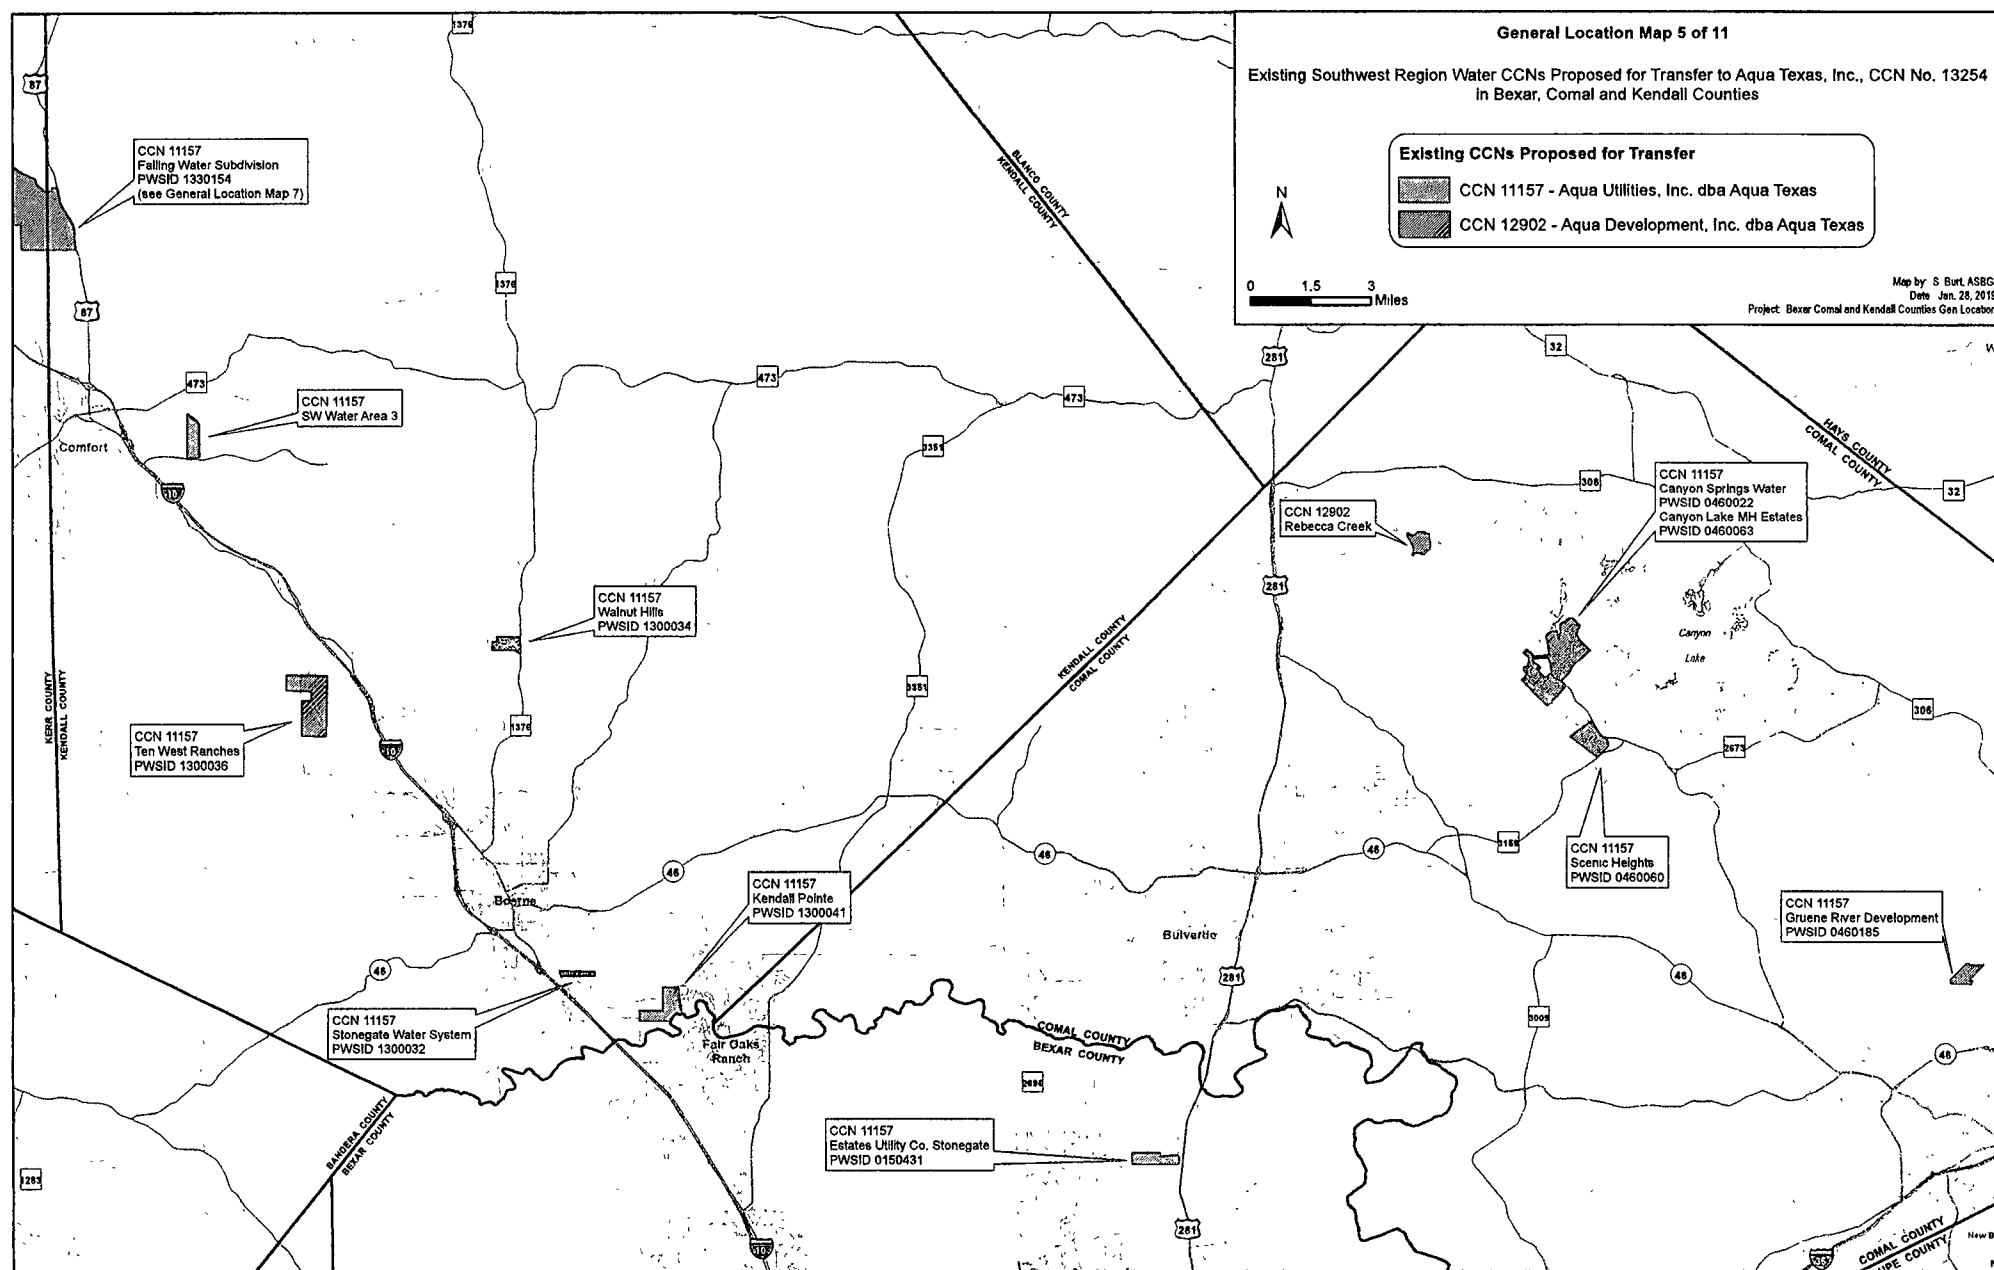 General Location Map 5 of 11
Existing Southwest Region Water CCNs Proposed for Transfer to Aqua Texas, Inc., CCN No. 13254
in Bexar, Comal and Kendall Counties
Existing CCNs Proposed for Transfer
CCN 11157 - Aqua Utilities, Inc. dba Aqua Texas
CCN 12902 - Aqua Development, Inc. dba Aqua Texas
N
0 1.5 3
Miles
Map by S Burt, ASBG
Date Jan. 28, 2019
Project: Bexar Comal and Kendall Counties Gen Location
1376
87
CCN 11157
Falling Water Subdivision
PWSID 1330154
(see General Location Map 7)
BLANCO COUNTY
KENDALL COUNTY
1376
87
281
32
W
473
473
473
CCN 11157
SW Water Area 3
Comfort
3351
HAYS COUNTY
COMAL COUNTY
10
306
CCN 11157
Canyon Springs Water
PWSID 0460022
Canyon Lake MH Estates
PWSID 0460063
32
CCN 12902
Rebecca Creek
281
CCN 11157
Walnut Hills
PWSID 1300034
Canyon
Lake
KENDALL COUNTY
COMAL COUNTY
KERR COUNTY
KENDALL COUNTY
3351
306
1376
CCN 11157
Ten West Ranches
PWSID 1300036
10
2673
46
46
3159
CCN 11157
Scenic Heights
PWSID 0460060
46
CCN 11157
Kendall Pointe
PWSID 1300041
Boerne
CCN 11157
Gruene River Development
PWSID 0460185
Bulverde
46
281
46
CCN 11157
Stonegate Water System
PWSID 1300032
3009
COMAL COUNTY
BEXAR COUNTY
Fair Oaks
Ranch
46
2696
BANDERA COUNTY
BEXAR COUNTY
CCN 11157
Estates Utility Co. Stonegate
PWSID 0150431
1283
281
10
COMAL COUNTY
UPE COUNTY
New B